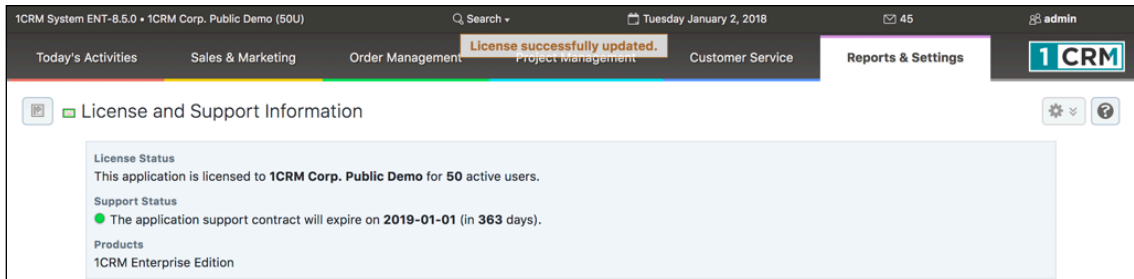 1CRM System ENT-8.5.0 • 1CRM Corp. Public Demo (50U) Search Tuesday January 2, 2018 45 admin
License successfully updated.
Today's Activities Sales & Marketing Order Management Project Management Customer Service Reports & Settings 1CRM
License and Support Information
License Status
This application is licensed to 1CRM Corp. Public Demo for 50 active users.
Support Status
The application support contract will expire on 2019-01-01 (in 363 days).
Products
1CRM Enterprise Edition